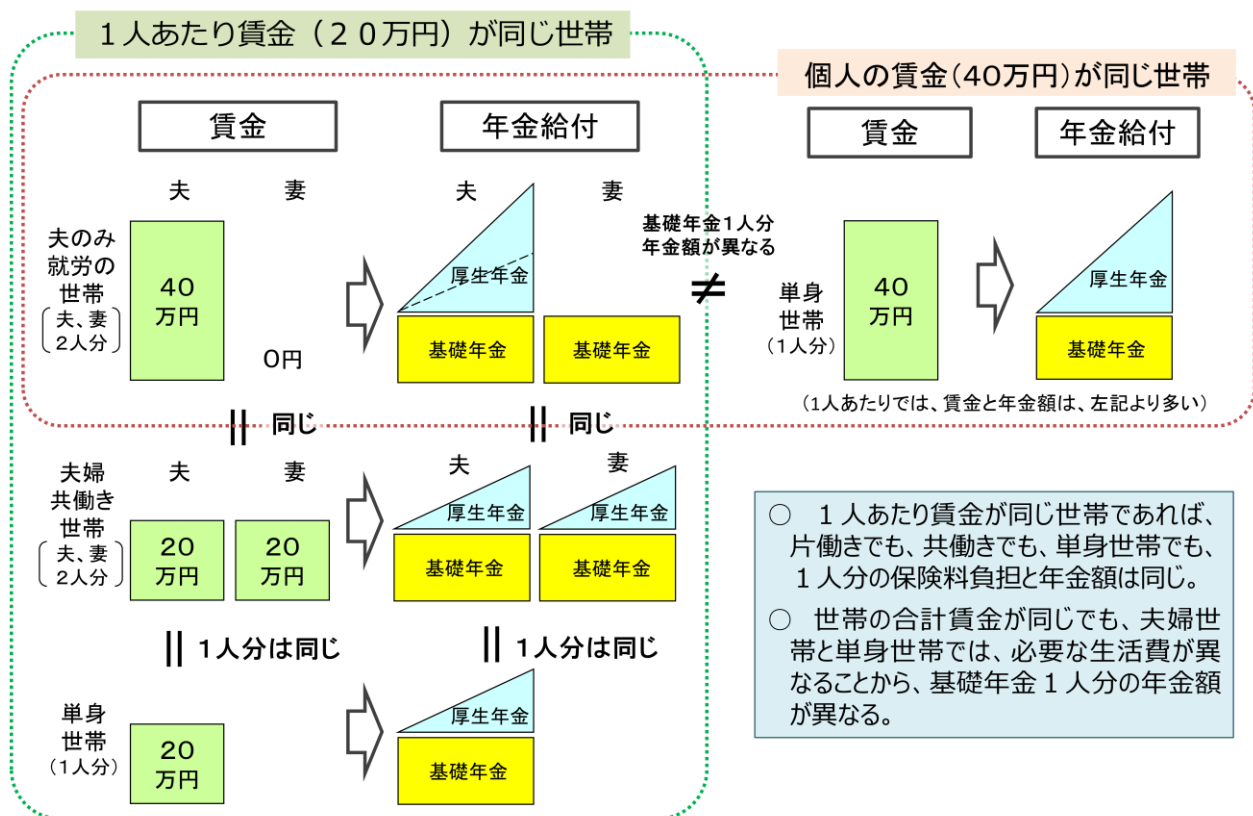 １人あたり賃金（２０万円）が同じ世帯
個人の賃金(40万円)が同じ世帯
賃金
年金給付
賃金
年金給付
夫
妻
夫
妻
夫のみ
就労の
世帯
夫、妻
２人分
40
万円
０円
厚生年金
基礎年金
基礎年金
基礎年金１人分
年金額が異なる
≠
単身
世帯
(１人分)
40
万円
厚生年金
基礎年金
(1人あたりでは、賃金と年金額は、左記より多い)
|| 同じ
|| 同じ
夫婦
共働き
世帯
夫、妻
２人分
夫
妻
夫
妻
20
万円
20
万円
厚生年金
厚生年金
基礎年金
基礎年金
|| １人分は同じ
|| １人分は同じ
単身
世帯
(１人分)
20
万円
厚生年金
基礎年金
○　１人あたり賃金が同じ世帯であれば、
片働きでも、共働きでも、単身世帯でも、
１人分の保険料負担と年金額は同じ。
○　世帯の合計賃金が同じでも、夫婦世
帯と単身世帯では、必要な生活費が異
なることから、基礎年金１人分の年金額
が異なる。